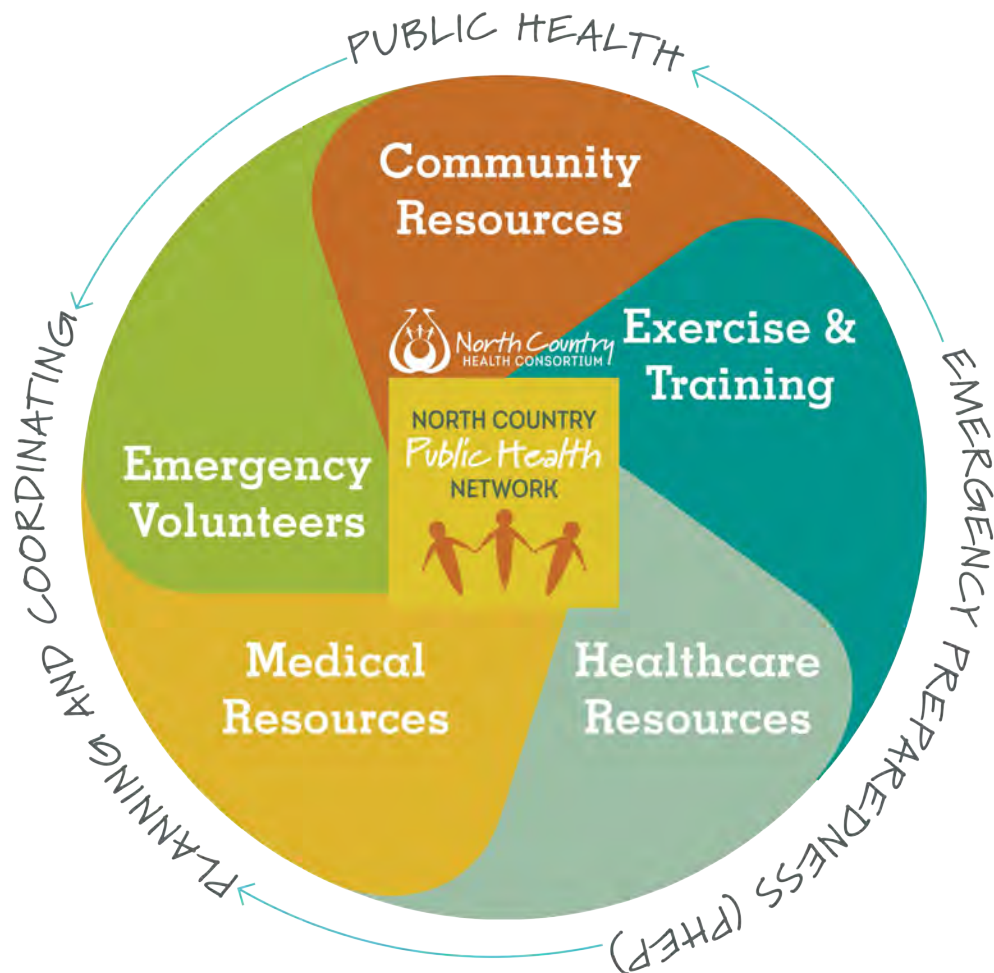 PUBLIC HEALTH
EMERGENCY PREPAREDNESS (PHEP)
PLANNING AND COORDINATING
Community
Resources
Exercise &
Training
Healthcare
Resources
Medical
Resources
Emergency
Volunteers
North Country
HEALTH CONSORTIUM
NORTH COUNTRY
Public Health
NETWORK